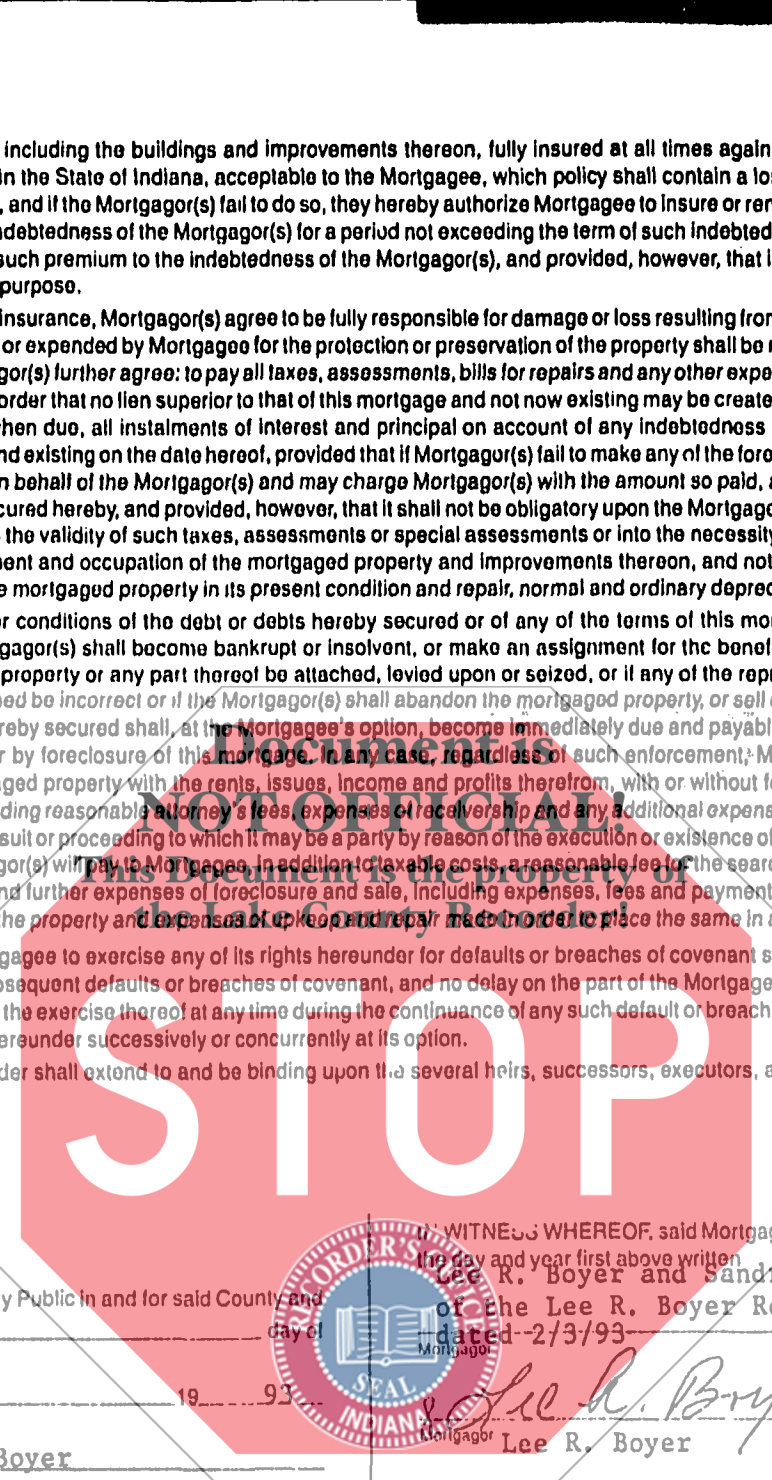 including the buildings and improvements thereon, fully insured at all times again
in the State of Indiana, acceptable to the Mortgagee, which policy shall contain a lo
, and if the Mortgagor(s) fail to do so, they hereby authorize Mortgagee to insure or ren
ndebtedness of the Mortgagor(s) for a period not exceeding the term of such indebted
such premium to the indebtedness of the Mortgagor(s), and provided, however, that i
purpose.
insurance, Mortgagor(s) agree to be fully responsible for damage or loss resulting from
or expended by Mortgagee for the protection or preservation of the property shall be
gor(s) further agree: to pay all taxes, assessments, bills for repairs and any other expe
order that no lien superior to that of this mortgage and not now existing may be create
when due, all instalments of interest and principal on account of any indebtedness
nd existing on the date hereof, provided that if Mortgagor(s) fail to make any of the fore
n behalf of the Mortgagor(s) and may charge Mortgagor(s) with the amount so paid,
cured hereby, and provided, however, that it shall not be obligatory upon the Mortgage
the validity of such taxes, assessments or special assessments or into the necessity
ent and occupation of the mortgaged property and improvements thereon, and not
e mortgaged property in its present condition and repair, normal and ordinary deprec
r conditions of the debt or debts hereby secured or of any of the terms of this mor
gagor(s) shall become bankrupt or insolvent, or make an assignment for the benef
property or any part thereof be attached, levied upon or seized, or if any of the repr
ed be incorrect or if the Mortgagor(s) shall abandon the mortgaged property, or sell
reby secured shall, at the Mortgagee's option, become immediately due and payabl
r by foreclosure of this mortgage. In any case, regardless of such enforcement, M
Document is
aged property with the rents, issues, income and profits therefrom, with or without f
NOT OFFICIAL!
ding reasonable attorney's fees, expenses of receivership and any additional expens
suit or proceeding to which it may be a party by reason of the execution or existence of
gor(s) will pay to Mortgagee, in addition to taxable costs, a reasonable fee for the sear
This Document is the property of
nd further expenses of foreclosure and sale, including expenses, fees and payment
the property and expenses of upkeep and repair made in order to place the same in a
the Lake County Recorder!
gagee to exercise any of its rights hereunder for defaults or breaches of covenant s
bsequent defaults or breaches of covenant, and no delay on the part of the Mortgage
the exercise thereof at any time during the continuance of any such default or breach
ereunder successively or concurrently at its option.
der shall extend to and be binding upon the several heirs, successors, executors, a
STOP
IN WITNESS WHEREOF, said Mortgag
the day and year first above written
Lee R. Boyer and Sand
y Public in and for said County and
of the Lee R. Boyer Re
day of
dated 2/3/93
Mortgagor
RECORDER'S OFFICE
SEAL
INDIANA
19 93
Lee R. Boy
Mortgagor Lee R. Boyer
Boyer